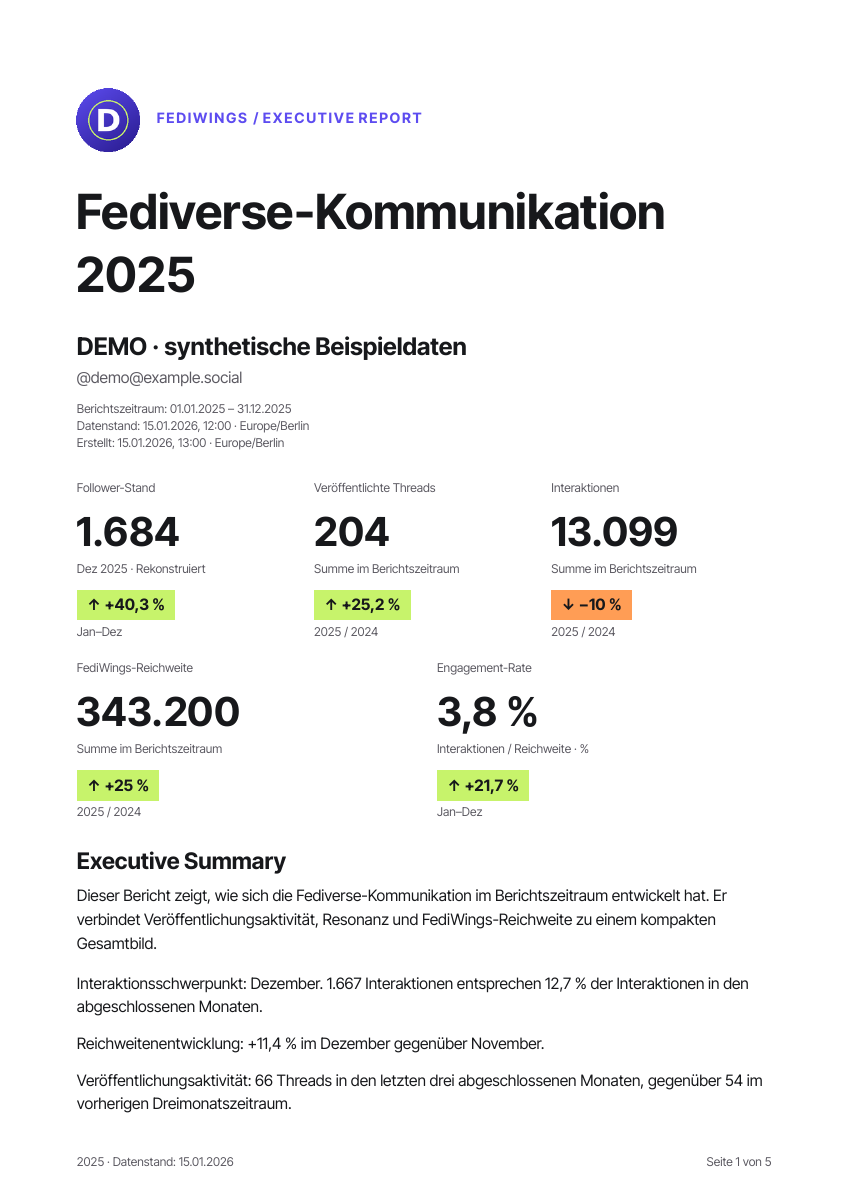 D
FEDIWINGS / EXECUTIVE REPORT
Fediverse-Kommunikation
2025
DEMO · synthetische Beispieldaten
@demo@example.social
Berichtszeitraum: 01.01.2025 – 31.12.2025
Datenstand: 15.01.2026, 12:00 · Europe/Berlin
Erstellt: 15.01.2026, 13:00 · Europe/Berlin
Follower-Stand
1.684
Dez 2025 · Rekonstruiert
↑ +40,3 %
Jan–Dez
Veröffentlichte Threads
204
Summe im Berichtszeitraum
↑ +25,2 %
2025 / 2024
Interaktionen
13.099
Summe im Berichtszeitraum
↓ −10 %
2025 / 2024
FediWings-Reichweite
343.200
Summe im Berichtszeitraum
↑ +25 %
2025 / 2024
Engagement-Rate
3,8 %
Interaktionen / Reichweite · %
↑ +21,7 %
Jan–Dez
Executive Summary
Dieser Bericht zeigt, wie sich die Fediverse-Kommunikation im Berichtszeitraum entwickelt hat. Er
verbindet Veröffentlichungsaktivität, Resonanz und FediWings-Reichweite zu einem kompakten
Gesamtbild.
Interaktionsschwerpunkt: Dezember. 1.667 Interaktionen entsprechen 12,7 % der Interaktionen in den
abgeschlossenen Monaten.
Reichweitenentwicklung: +11,4 % im Dezember gegenüber November.
Veröffentlichungsaktivität: 66 Threads in den letzten drei abgeschlossenen Monaten, gegenüber 54 im
vorherigen Dreimonatszeitraum.
2025 · Datenstand: 15.01.2026
Seite 1 von 5